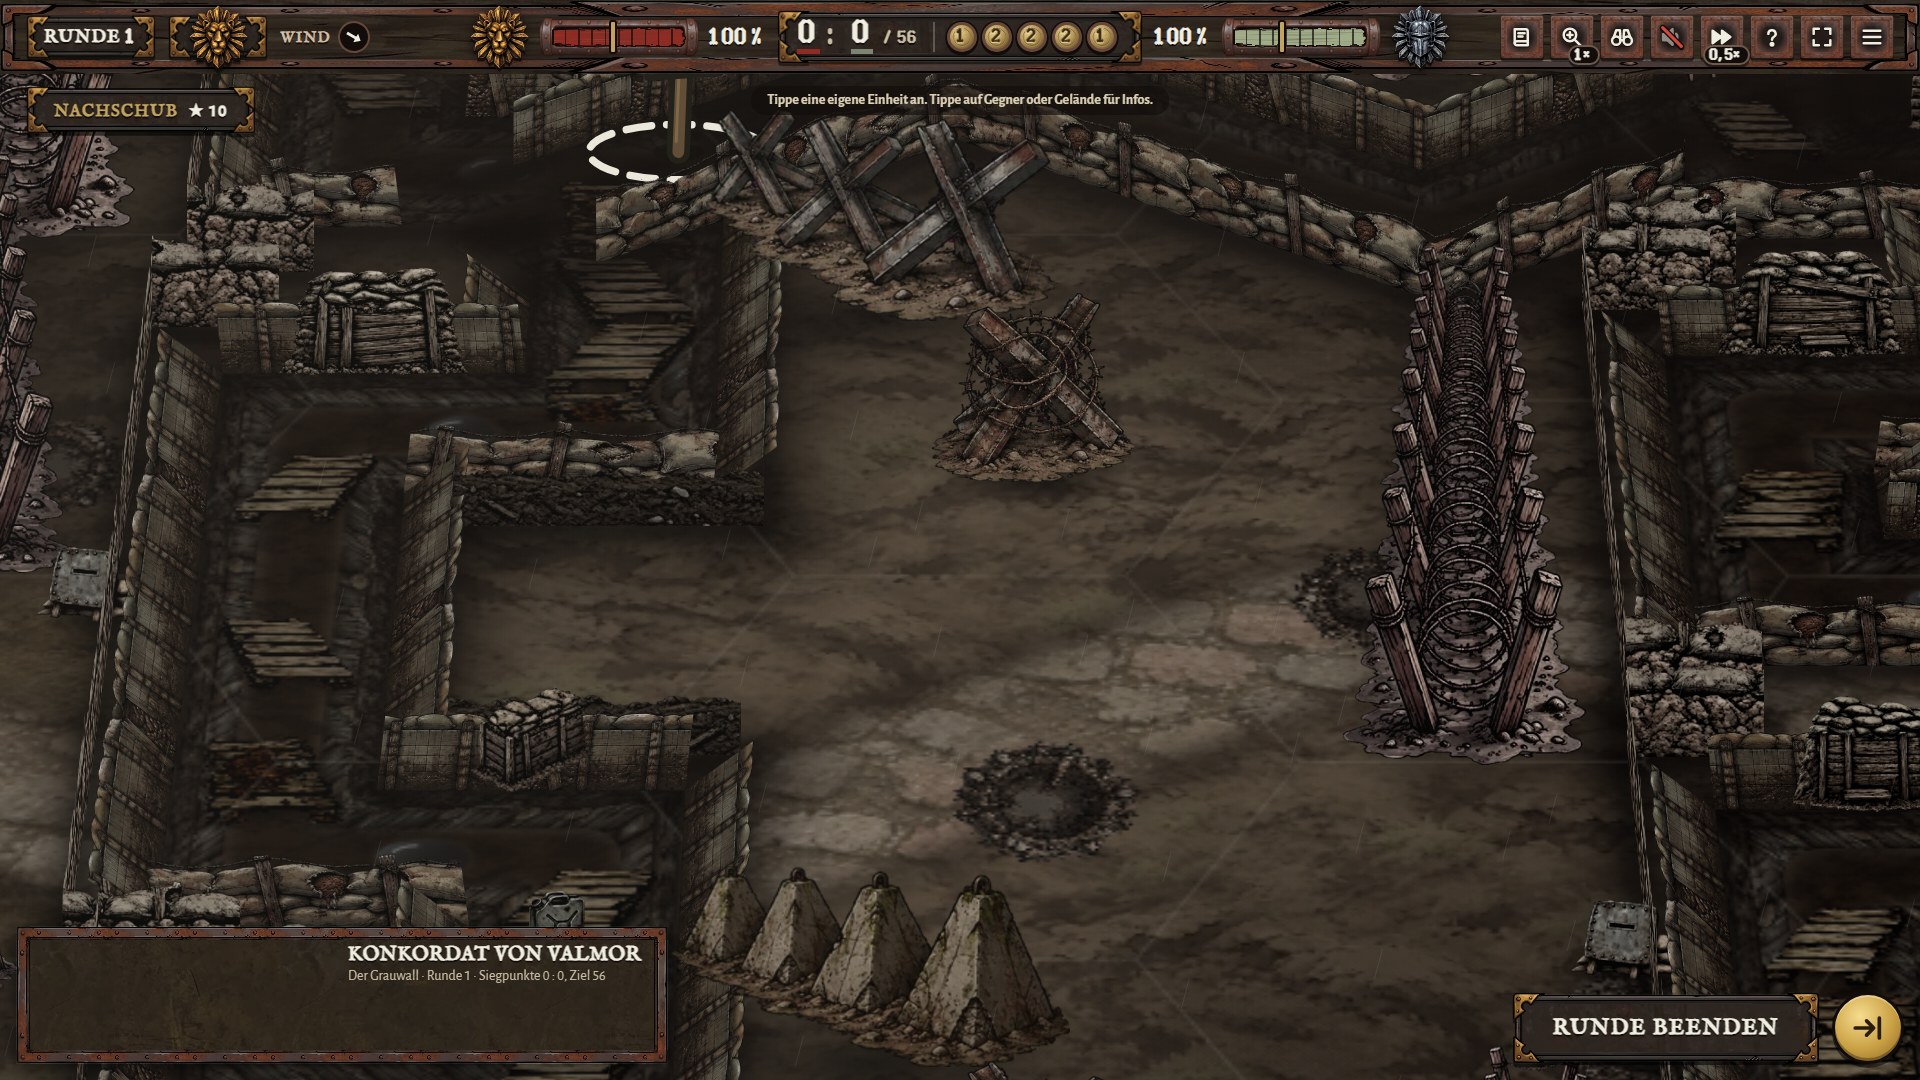 RUNDE 1
WIND
100%
0 : 0 / 56
1 2 2 2 1
100%
1×
0,5×
?
NACHSCHUB ★ 10
Tippe eine eigene Einheit an. Tippe auf Gegner oder Gelände für Infos.
KONKORDAT VON VALMOR
Der Grauwall · Runde 1 · Siegpunkte 0 : 0, Ziel 56
RUNDE BEENDEN